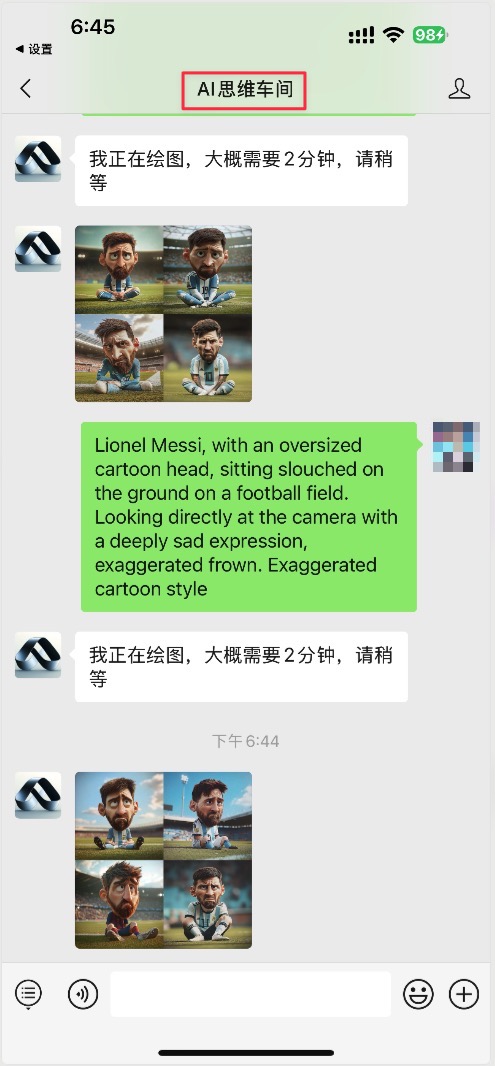 6:45
98
◀ 设置
AI思维车间
我正在绘图，大概需要2分钟，请稍
等
Lionel Messi, with an oversized
cartoon head, sitting slouched on
the ground on a football field.
Looking directly at the camera with
a deeply sad expression,
exaggerated frown. Exaggerated
cartoon style
我正在绘图，大概需要2分钟，请稍
等
下午6:44